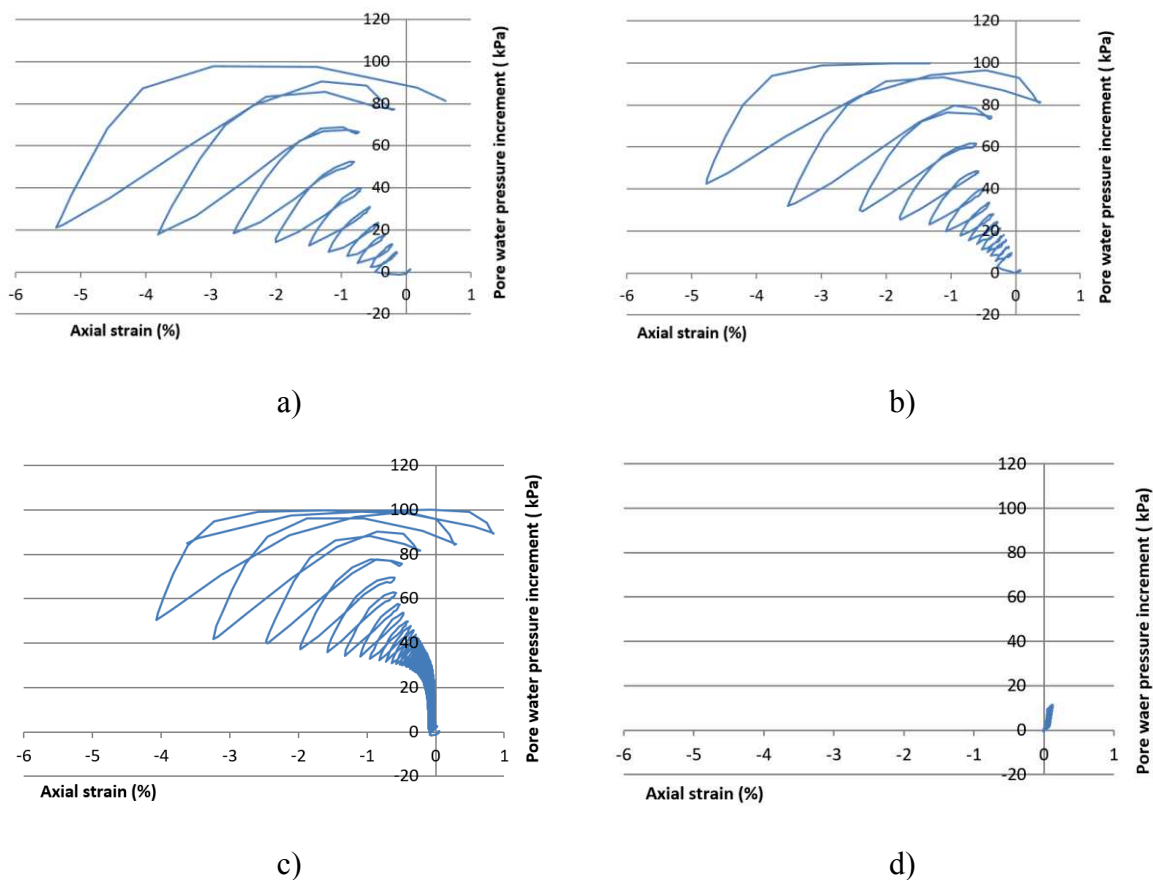 120
100
80
60
40
20
0
-20
-6 -5 -4 -3 -2 -1 0 1
Axial strain (%)
Pore water pressure increment ( kPa)
a)
120
100
80
60
40
20
0
-20
-6 -5 -4 -3 -2 -1 0 1
Axial strain (%)
Pore water pressure increment ( kPa)
b)
120
100
80
60
40
20
0
-20
-6 -5 -4 -3 -2 -1 0 1
Axial strain (%)
Pore water pressure increment ( kPa)
c)
120
100
80
60
40
20
0
-20
-6 -5 -4 -3 -2 -1 0 1
Axial strain (%)
Pore waer pressure increment ( kPa)
d)